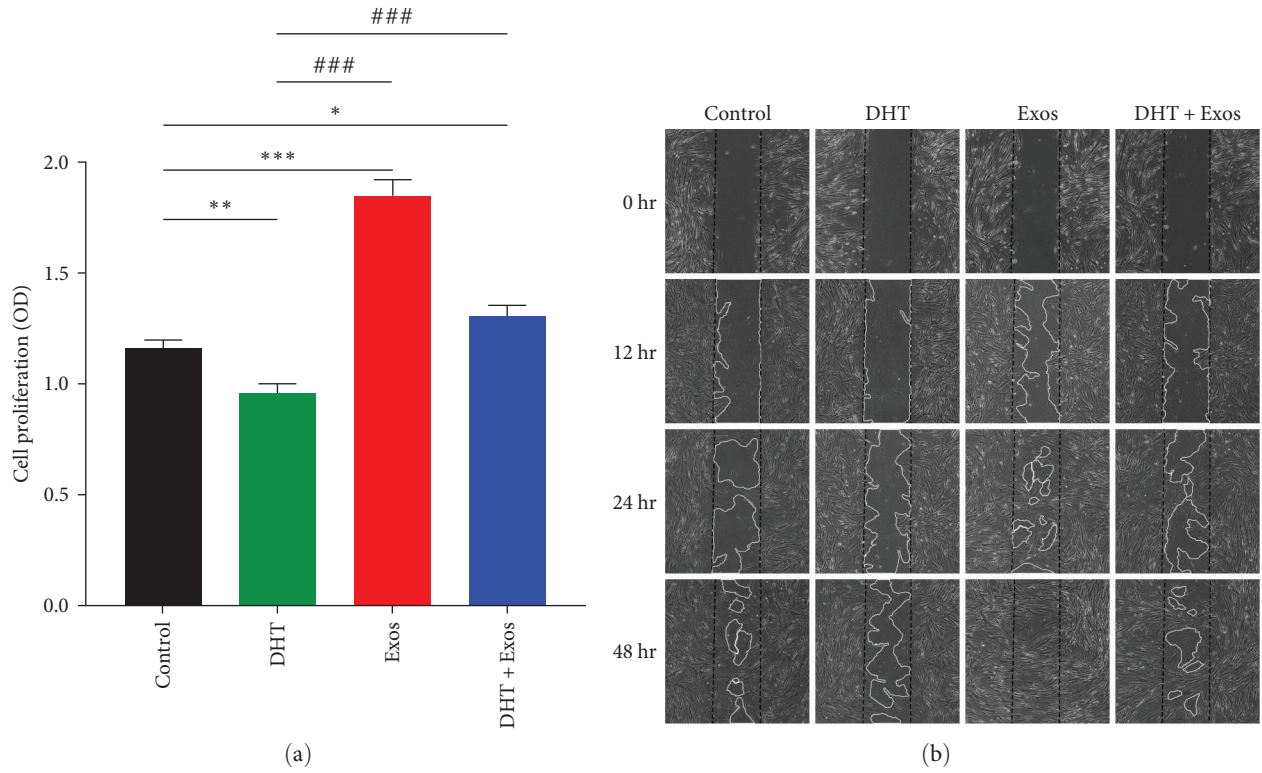 ###
###
*
***
**
2.0
1.5
1.0
0.5
0.0
Cell proliferation (OD)
Control
DHT
Exos
DHT + Exos
(a)
Control DHT Exos DHT + Exos
0 hr
12 hr
24 hr
48 hr
(b)